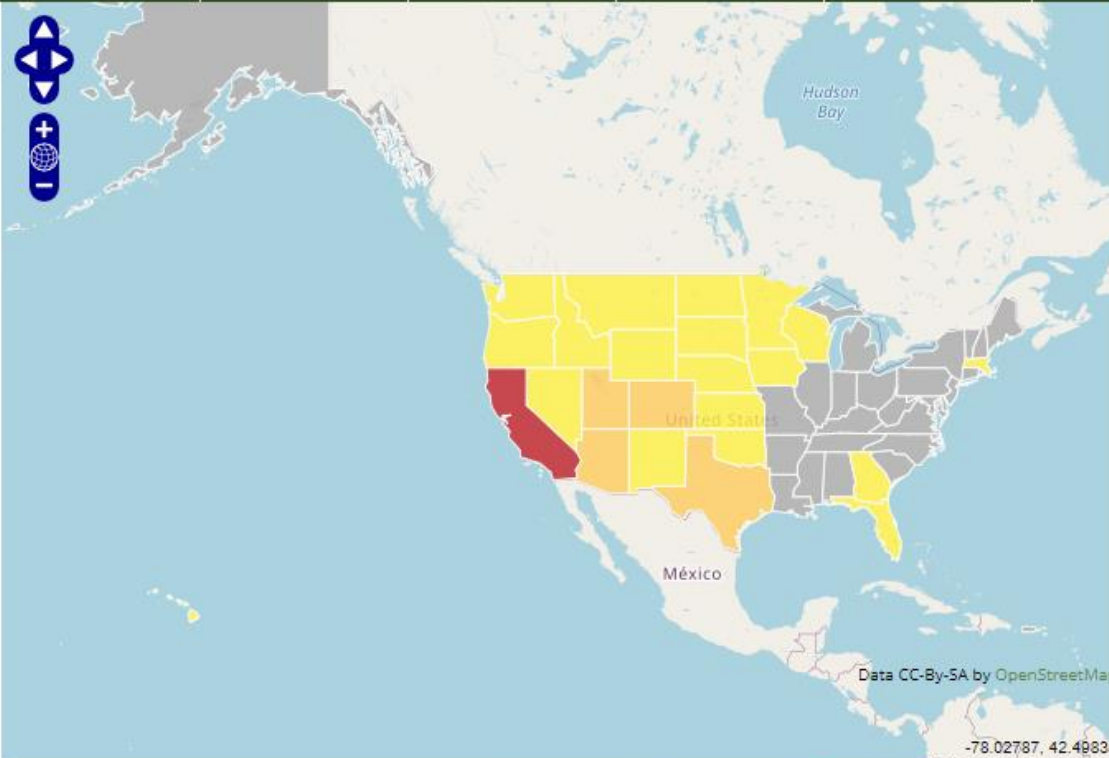 Hudson
Bay
United States
México
Data CC-By-SA by OpenStreetMa
-78.02787, 42.4983